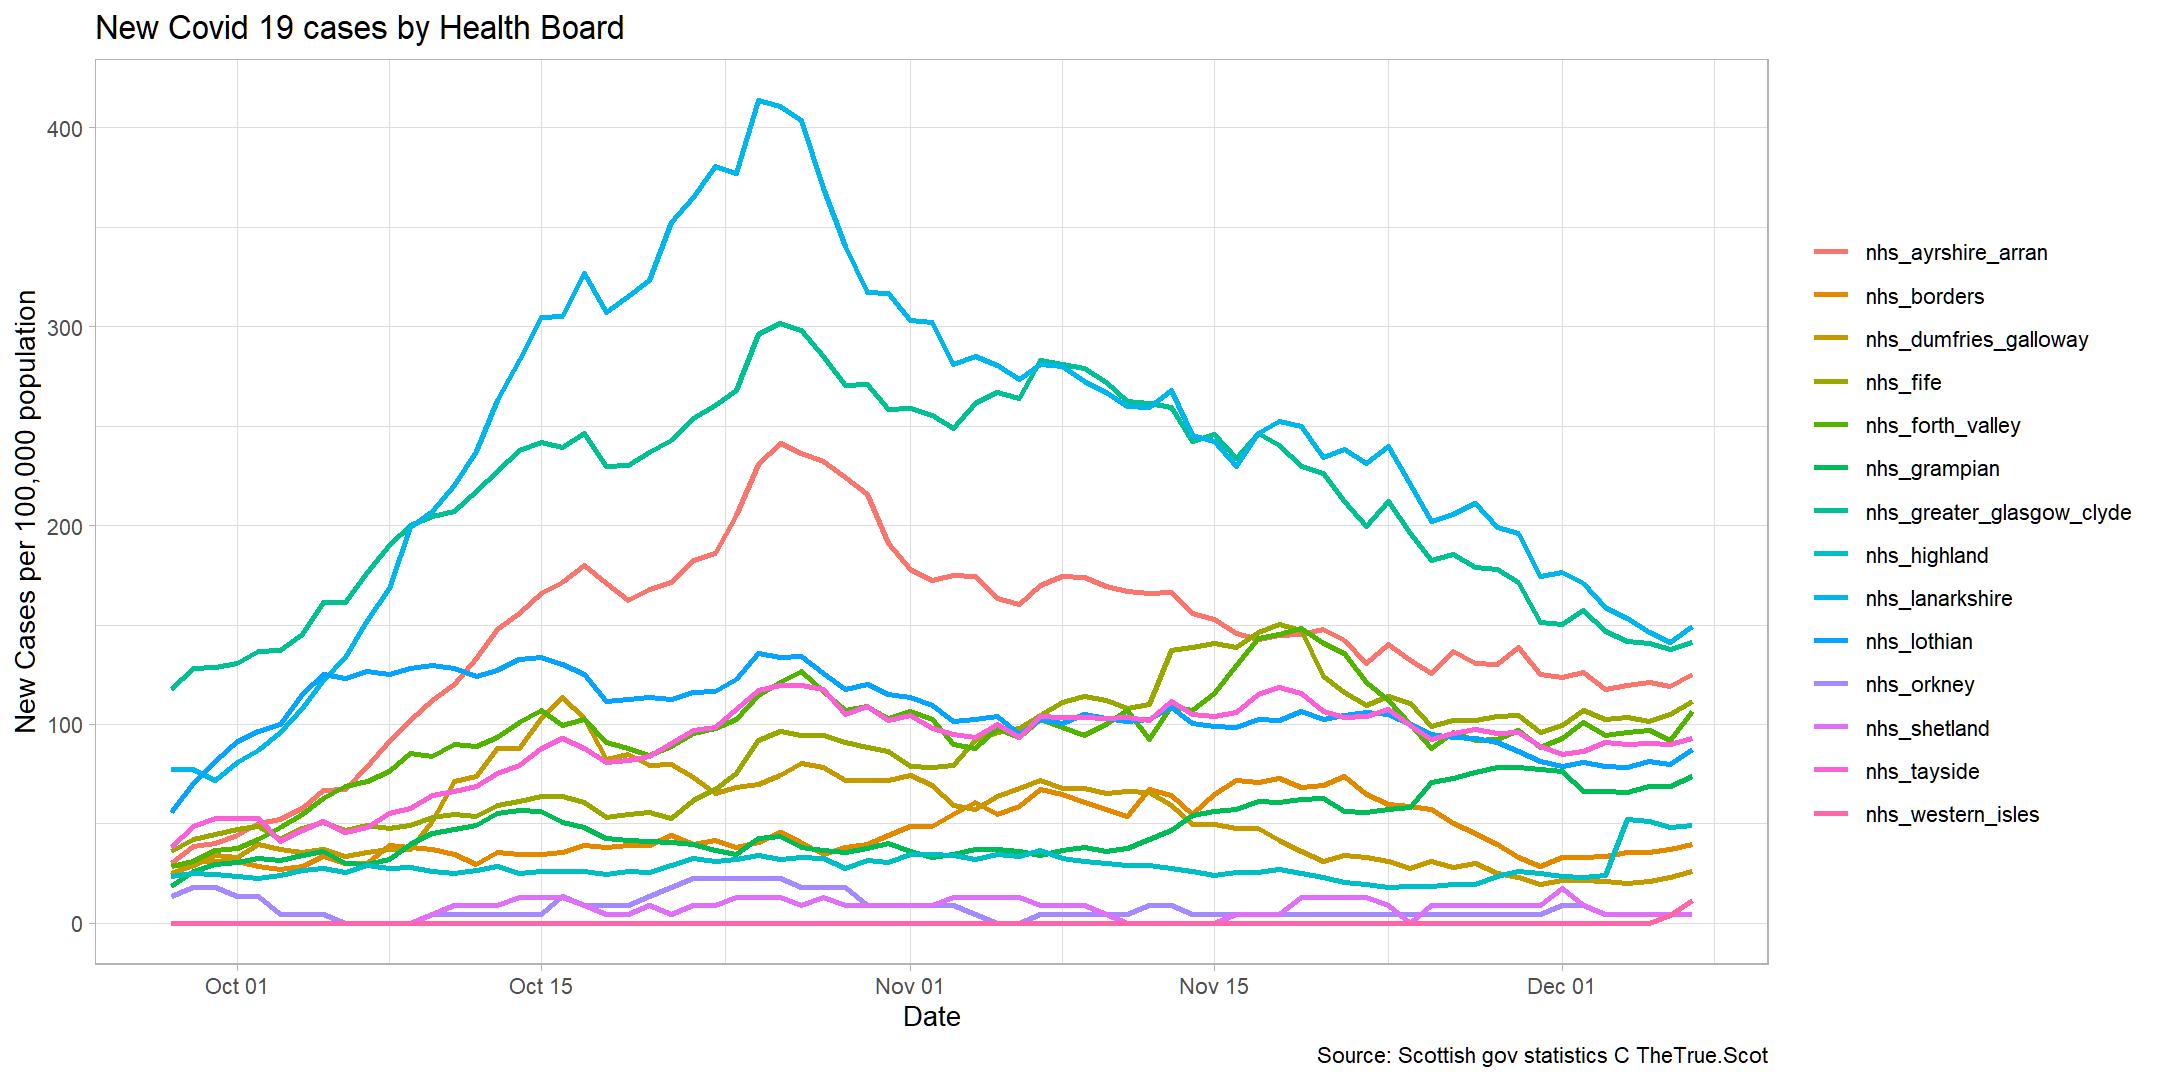 New Covid 19 cases by Health Board
New Cases per 100,000 population
400
300
200
100
0
Oct 01
Oct 15
Nov 01
Nov 15
Dec 01
Date
nhs_ayrshire_arran
nhs_borders
nhs_dumfries_galloway
nhs_fife
nhs_forth_valley
nhs_grampian
nhs_greater_glasgow_clyde
nhs_highland
nhs_lanarkshire
nhs_lothian
nhs_orkney
nhs_shetland
nhs_tayside
nhs_western_isles
Source: Scottish gov statistics C TheTrue.Scot